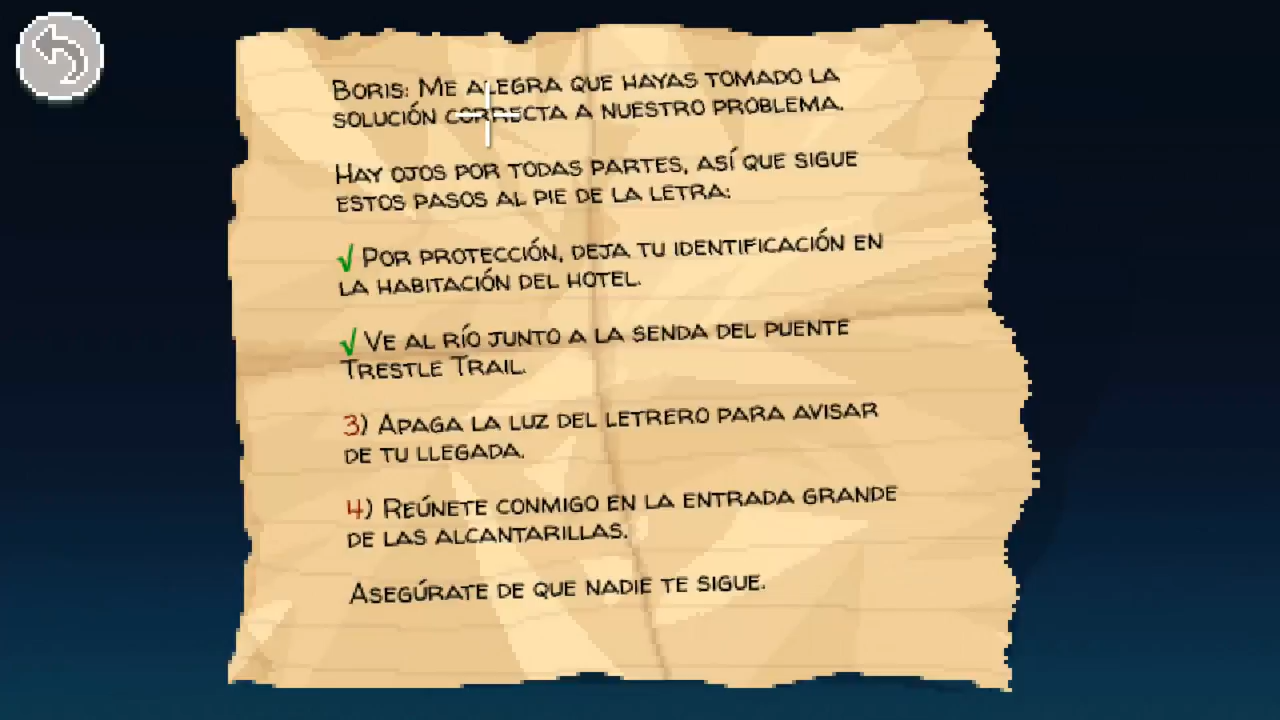 Boris: Me alegra que hayas tomado la
solución correcta a nuestro problema.
Hay ojos por todas partes, así que sigue
estos pasos al pie de la letra:
√ Por protección, deja tu identificación en
la habitación del hotel.
√ Ve al río junto a la senda del puente
Trestle Trail.
3) Apaga la luz del letrero para avisar
de tu llegada.
4) Reúnete conmigo en la entrada grande
de las alcantarillas.
Asegúrate de que nadie te sigue.